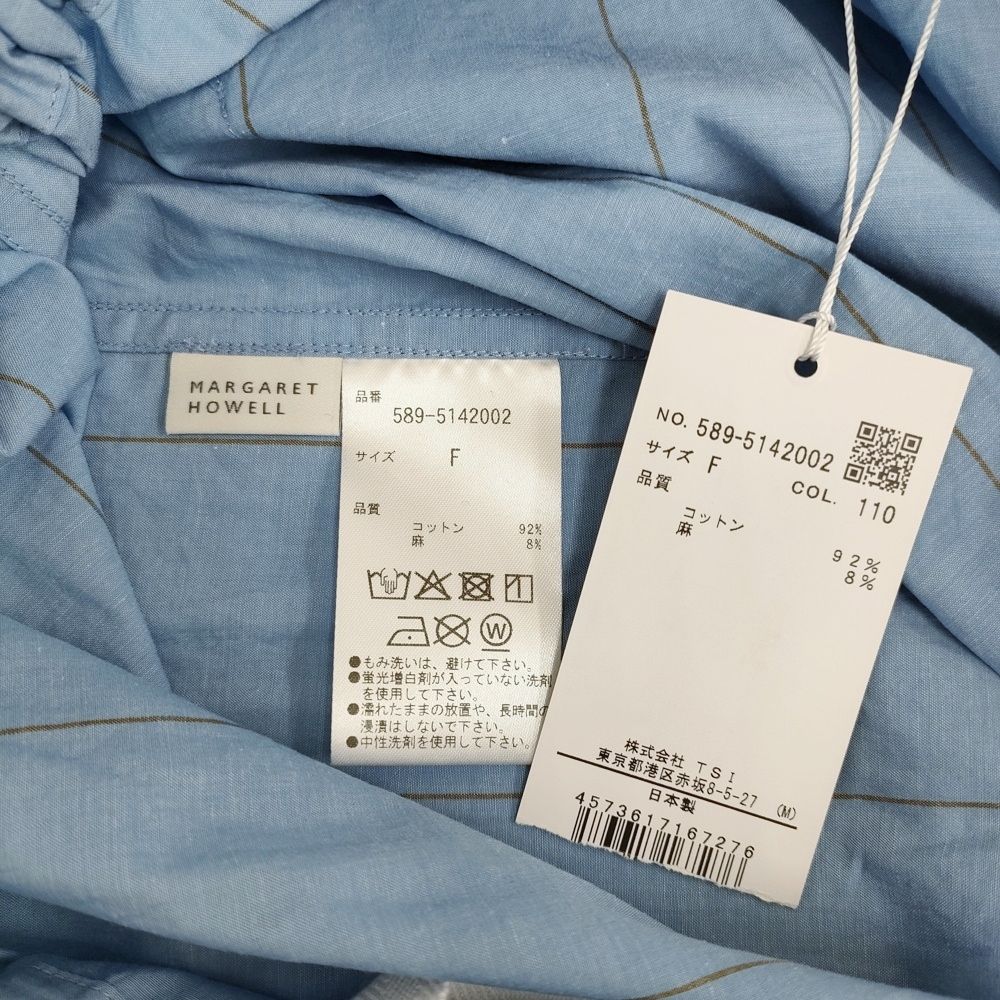 MARGARET
HOWELL
品番
589-5142002
サイズ F
品質
コットン 92%
麻 8%
W
●もみ洗いは、避けて下さい。
●蛍光増白剤が入っていない洗剤
を使用して下さい。
●濡れたままの放置や、長時間の
浸漬はしないで下さい。
●中性洗剤を使用して下さい。
NO. 589-5142002
サイズ F
COL. 110
品質
コットン 92%
麻 8%
株式会社 TSI
東京都港区赤坂8-5-27 (M)
日本製
4573617167276